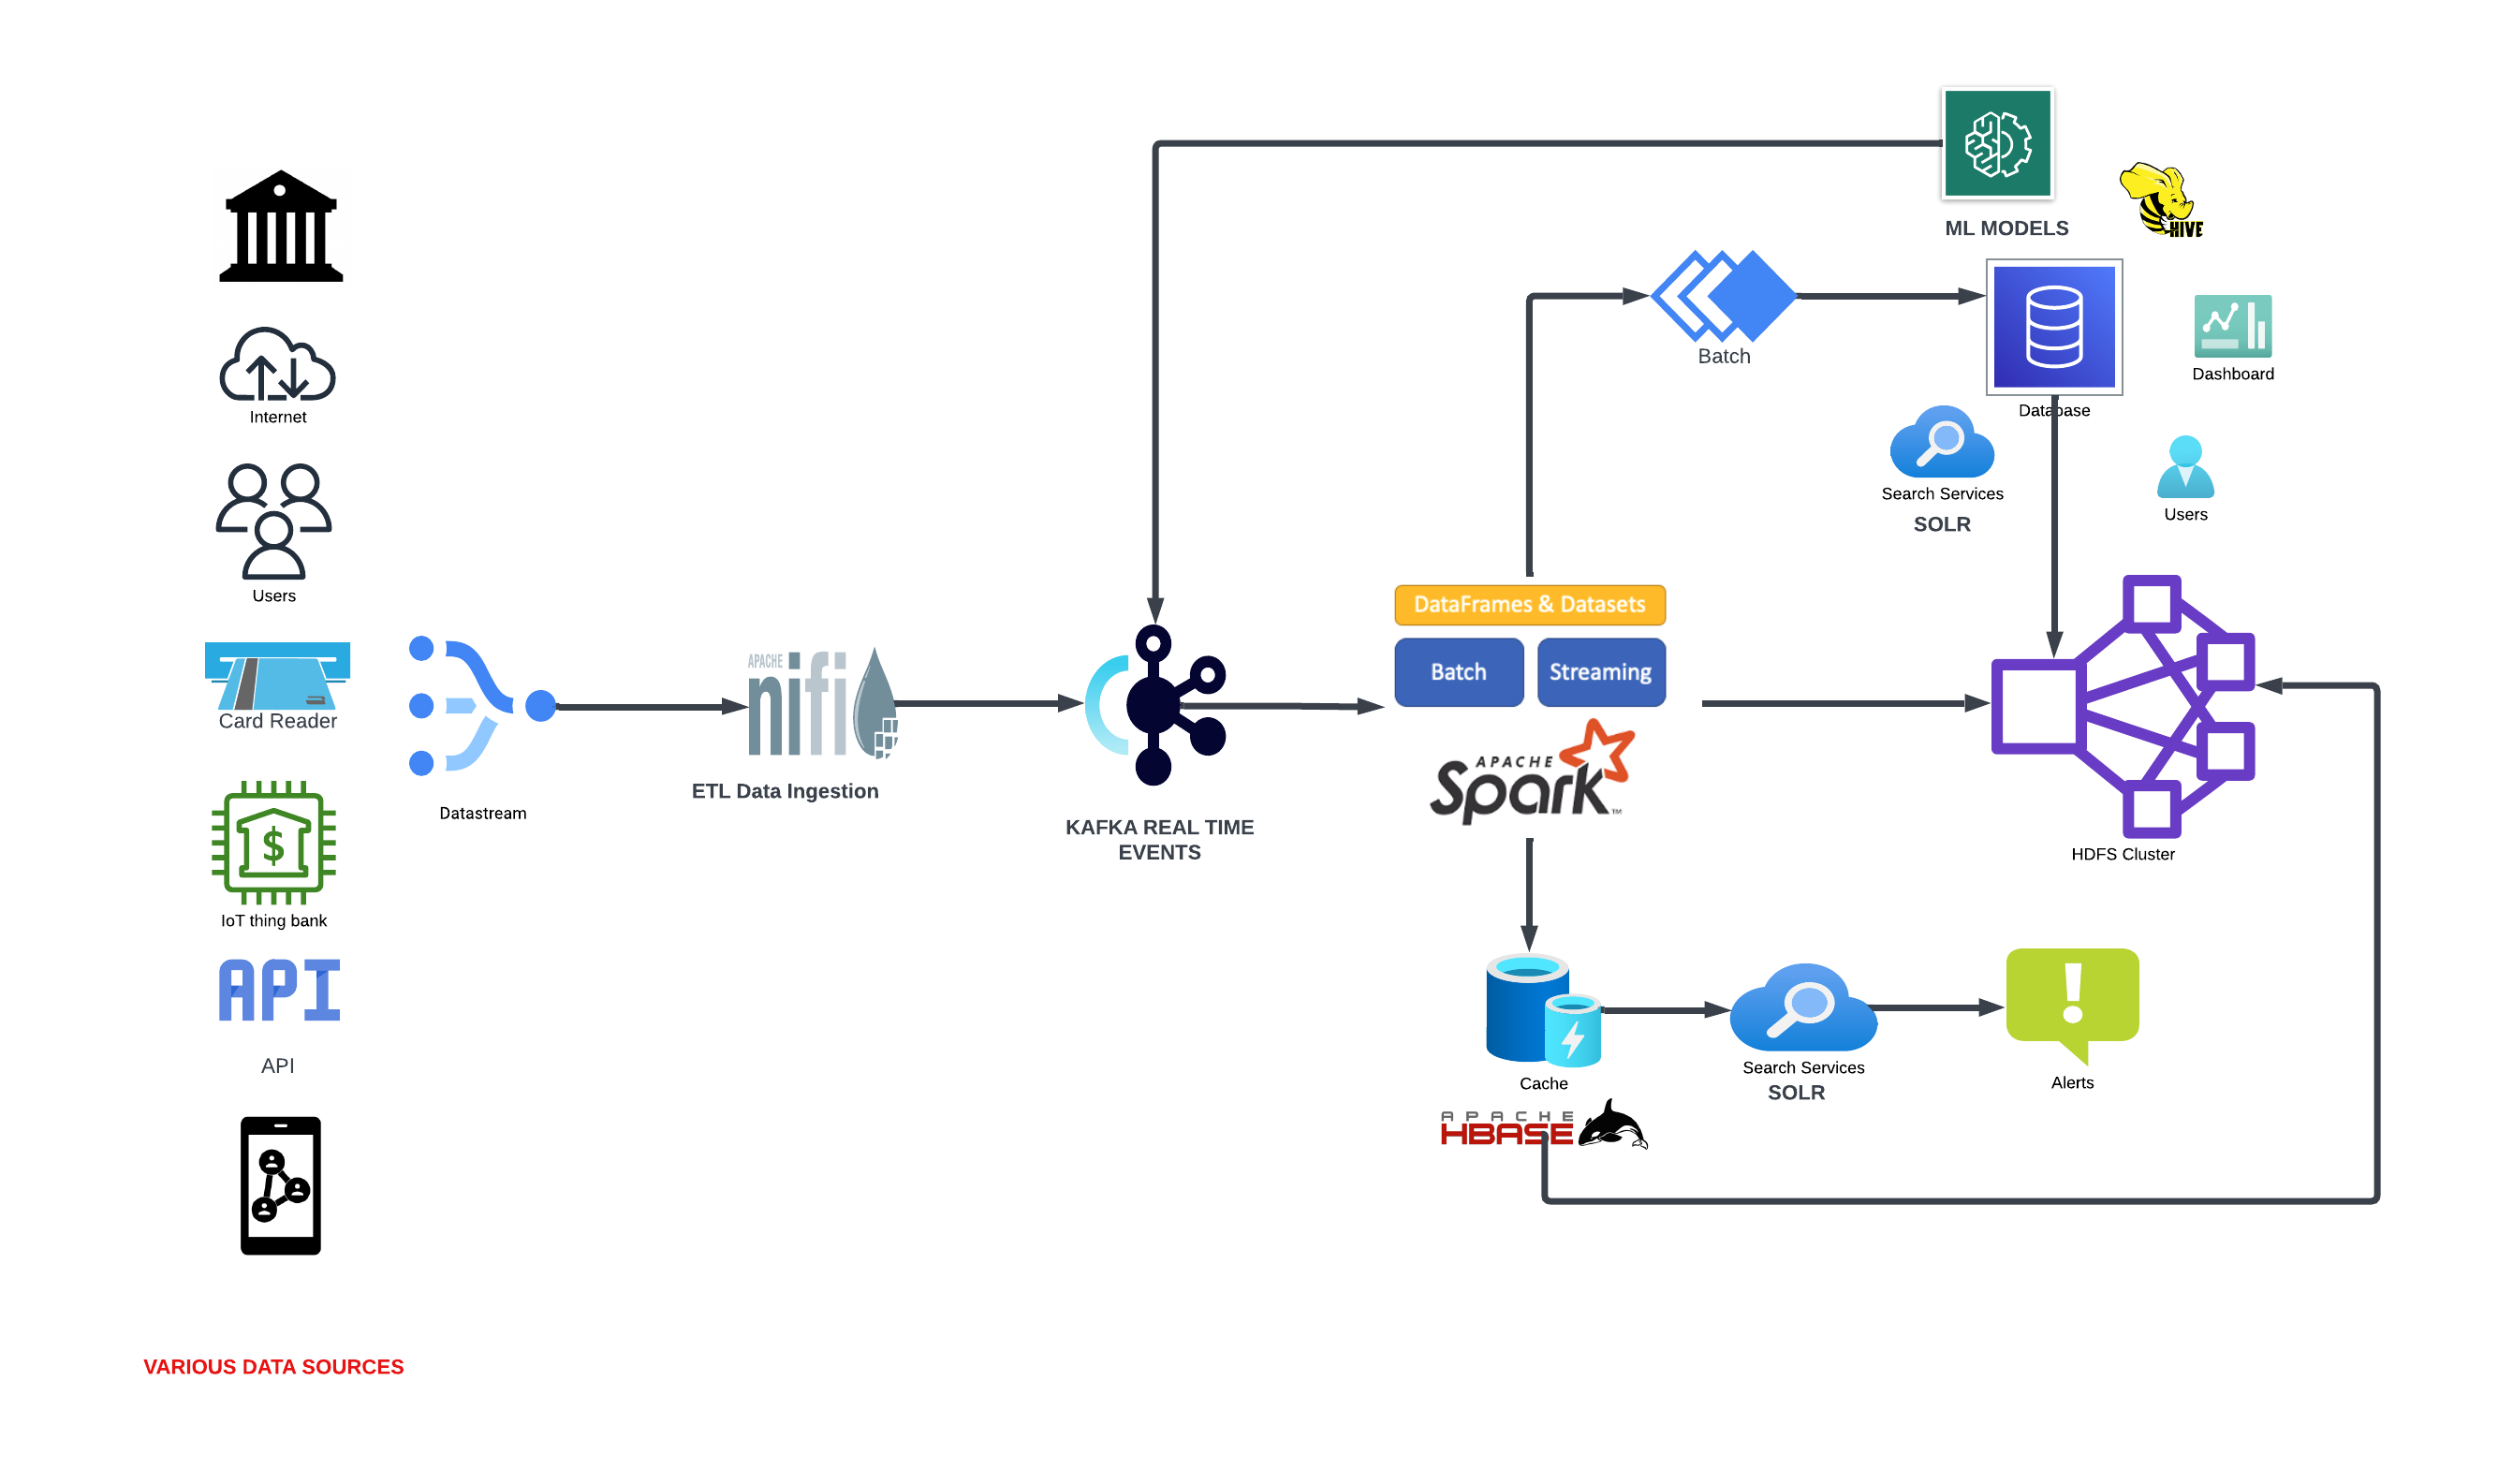 ML MODELS
HIVE
Internet
Batch
Dashboard
Database
Search Services
SOLR
Users
Users
DataFrames & Datasets
Batch
Streaming
Card Reader
APACHE
nifi
ETL Data Ingestion
Datastream
KAFKA REAL TIME
EVENTS
APACHE
Spark™
HDFS Cluster
$
IoT thing bank
API
API
Cache
Search Services
SOLR
!
Alerts
APACHE
HBASE
VARIOUS DATA SOURCES